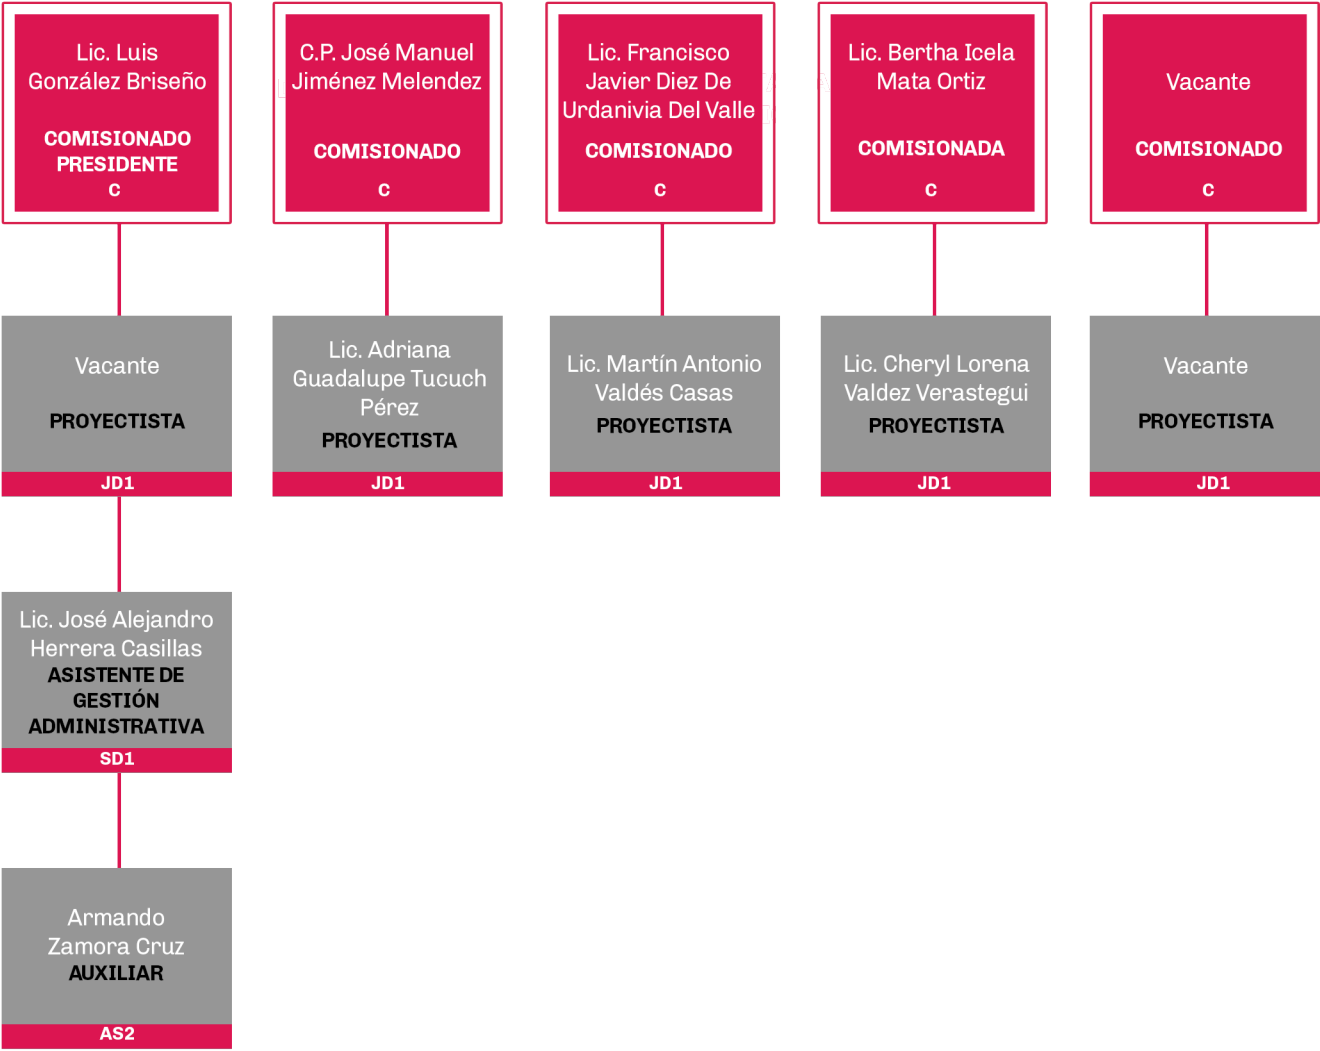 Lic. Luis
González Briseño
COMISIONADO
PRESIDENTE
C
C.P. José Manuel
Jiménez Melendez
COMISIONADO
C
Lic. Francisco
Javier Diez De
Urdanivia Del Valle
COMISIONADO
C
Lic. Bertha Icela
Mata Ortiz
COMISIONADA
C
Vacante
COMISIONADO
C
Vacante
PROYECTISTA
JD1
Lic. Adriana
Guadalupe Tucuch
Pérez
PROYECTISTA
JD1
Lic. Martín Antonio
Valdés Casas
PROYECTISTA
JD1
Lic. Cheryl Lorena
Valdez Verastegui
PROYECTISTA
JD1
Vacante
PROYECTISTA
JD1
Lic. José Alejandro
Herrera Casillas
ASISTENTE DE
GESTIÓN
ADMINISTRATIVA
SD1
Armando
Zamora Cruz
AUXILIAR
AS2